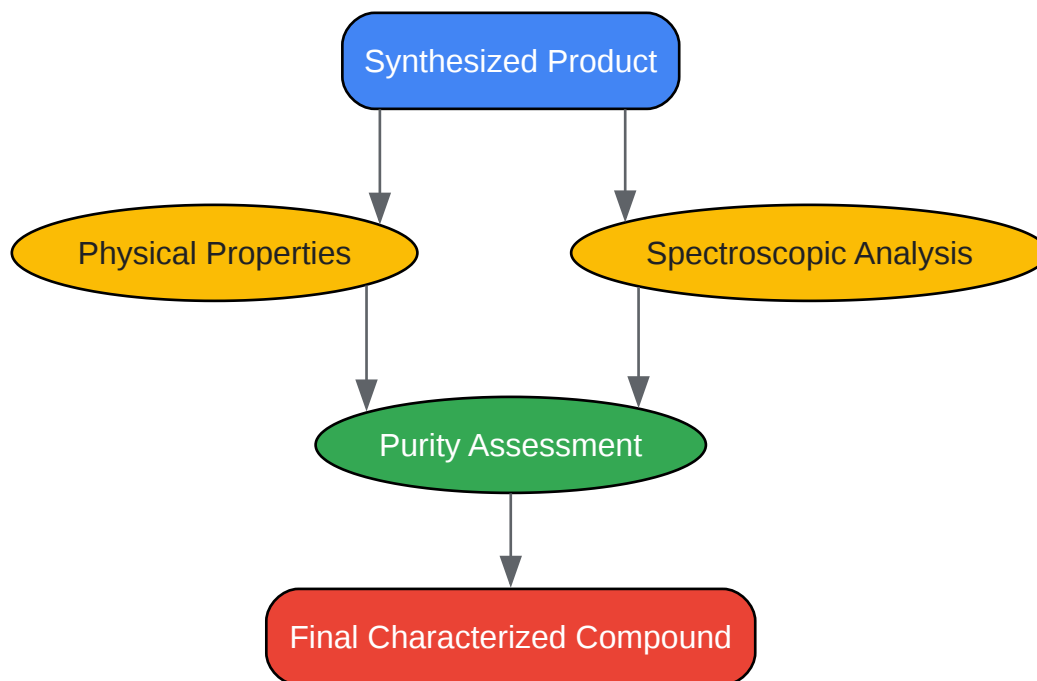 Synthesized Product
Physical Properties
Spectroscopic Analysis
Purity Assessment
Final Characterized Compound